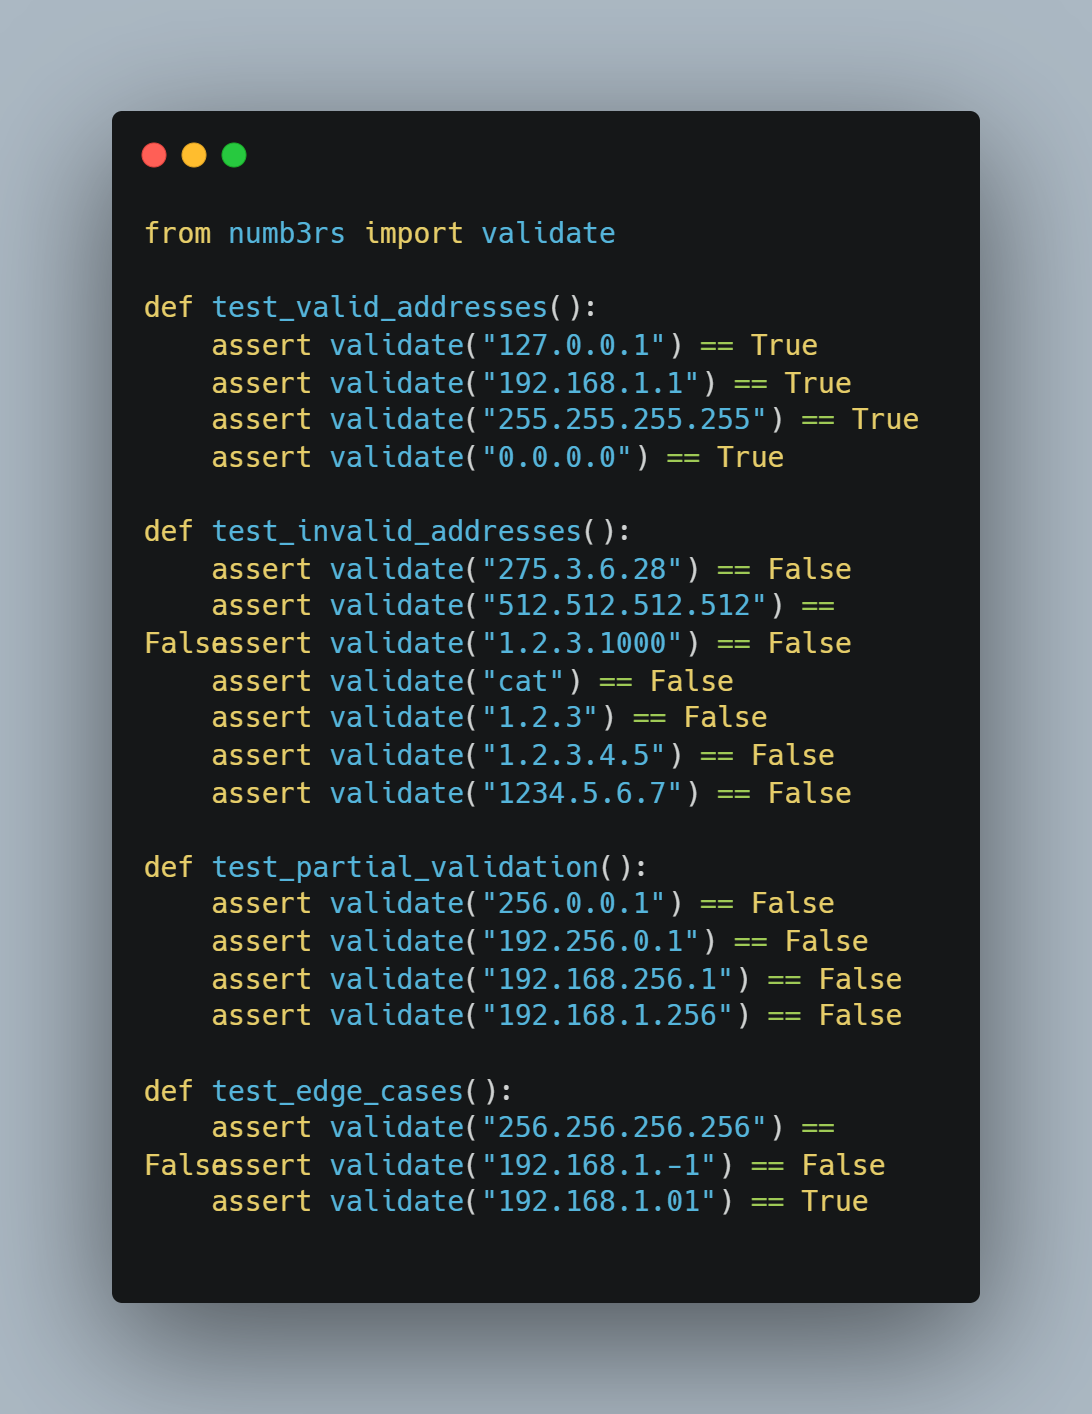 from numb3rs import validate

def test_valid_addresses():
    assert validate("127.0.0.1") == True
    assert validate("192.168.1.1") == True
    assert validate("255.255.255.255") == True
    assert validate("0.0.0.0") == True

def test_invalid_addresses():
    assert validate("275.3.6.28") == False
    assert validate("512.512.512.512") ==
False
    assert validate("1.2.3.1000") == False
    assert validate("cat") == False
    assert validate("1.2.3") == False
    assert validate("1.2.3.4.5") == False
    assert validate("1234.5.6.7") == False

def test_partial_validation():
    assert validate("256.0.0.1") == False
    assert validate("192.256.0.1") == False
    assert validate("192.168.256.1") == False
    assert validate("192.168.1.256") == False

def test_edge_cases():
    assert validate("256.256.256.256") ==
False
    assert validate("192.168.1.-1") == False
    assert validate("192.168.1.01") == True